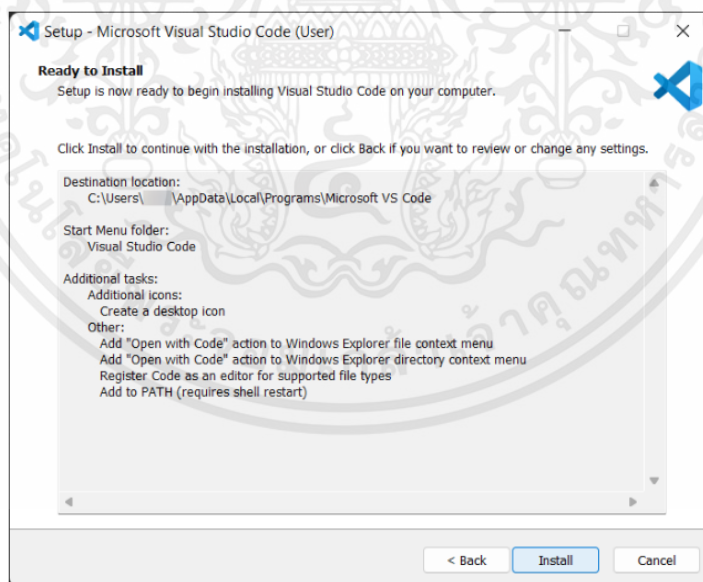 Setup - Microsoft Visual Studio Code (User)
Ready to Install
Setup is now ready to begin installing Visual Studio Code on your computer.
Click Install to continue with the installation, or click Back if you want to review or change any settings.
Destination location:
C:\Users\ \AppData\Local\Programs\Microsoft VS Code
Start Menu folder:
Visual Studio Code
Additional tasks:
Additional icons:
Create a desktop icon
Other:
Add "Open with Code" action to Windows Explorer file context menu
Add "Open with Code" action to Windows Explorer directory context menu
Register Code as an editor for supported file types
Add to PATH (requires shell restart)
< Back
Install
Cancel